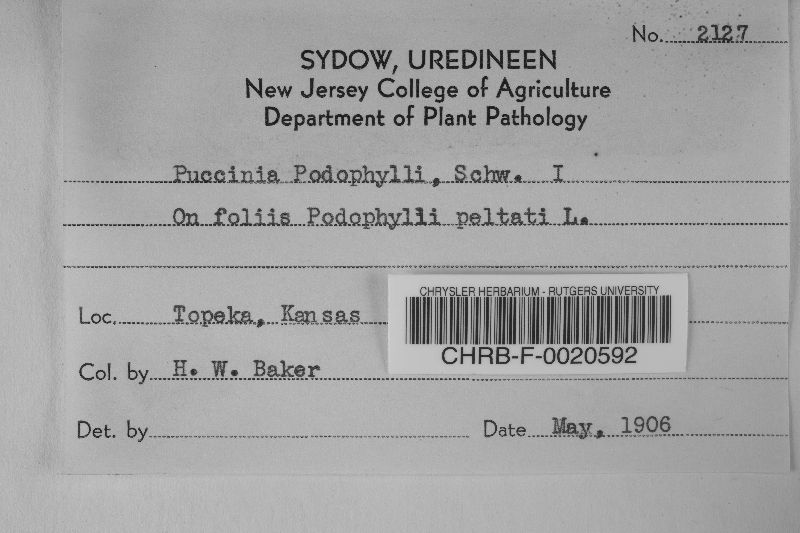 No. 2127
SYDOW, UREDINEEN
New Jersey College of Agriculture
Department of Plant Pathology
Puccinia Podophylli, Schw. I
On foliis Podophylli peltati L.
Loc. Topeka, Kansas
CHRYSLER HERBARIUM - RUTGERS UNIVERSITY
CHRB-F-0020592
Col. by H. W. Baker
Det. by
Date May, 1906